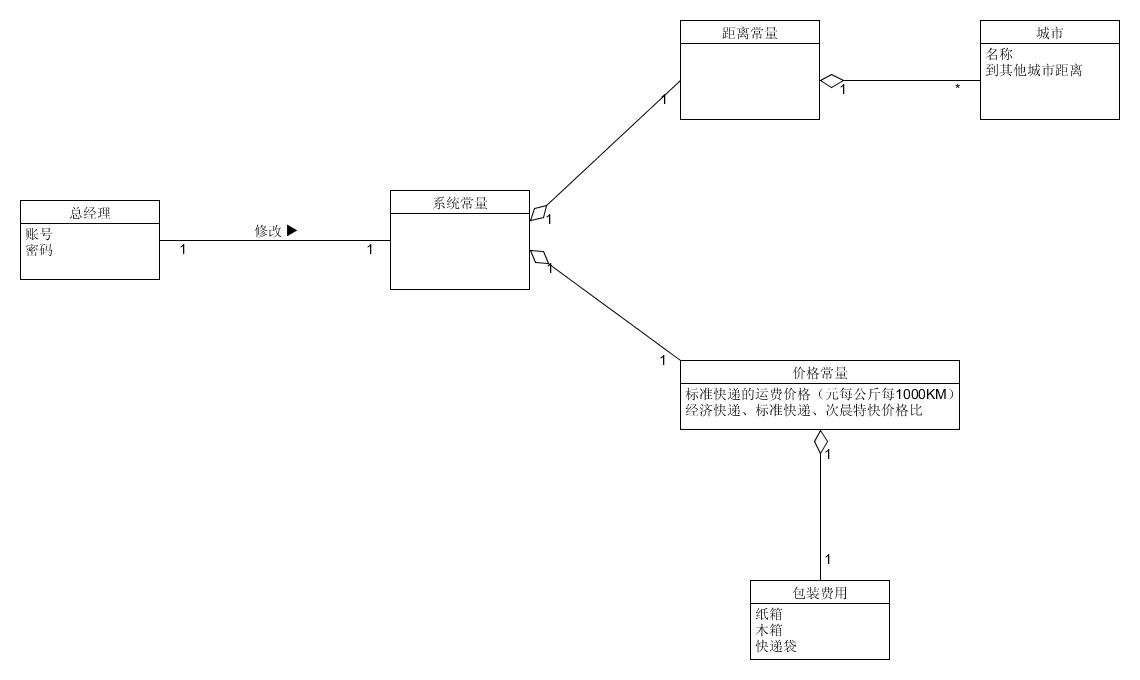 距离常量
1
1
*
城市
名称
到其他城市距离
总经理
账号
密码
1
修改
1
系统常量
1
1
1
价格常量
标准快递的运费价格（元每公斤每1000KM）
经济快递、标准快递、次晨特快价格比
1
1
包装费用
纸箱
木箱
快递袋